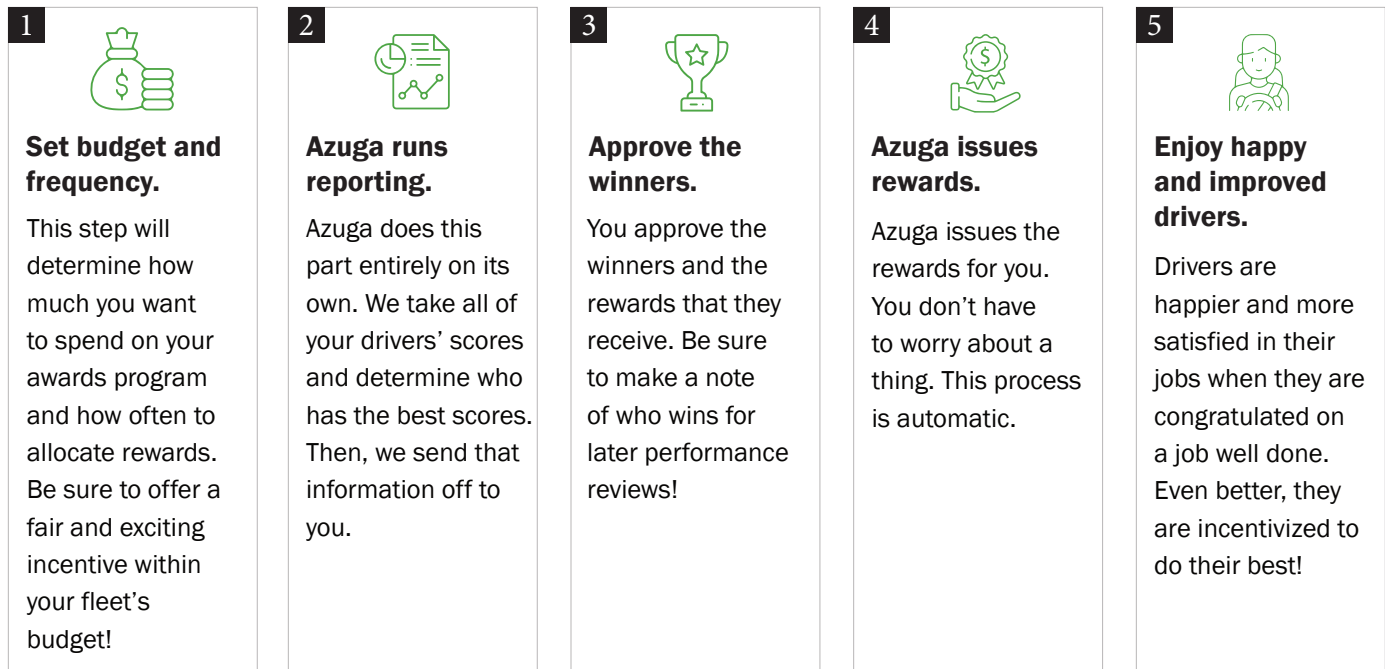 1
Set budget and
frequency.
This step will
determine how
much you want
to spend on your
awards program
and how often to
allocate rewards.
Be sure to offer a
fair and exciting
incentive within
your fleet’s
budget!
2
Azuga runs
reporting.
Azuga does this
part entirely on its
own. We take all of
your drivers’ scores
and determine who
has the best scores.
Then, we send that
information off to
you.
3
Approve the
winners.
You approve the
winners and the
rewards that they
receive. Be sure
to make a note
of who wins for
later performance
reviews!
4
Azuga issues
rewards.
Azuga issues the
rewards for you.
You don’t have
to worry about a
thing. This process
is automatic.
5
Enjoy happy
and improved
drivers.
Drivers are
happier and more
satisfied in their
jobs when they are
congratulated on
a job well done.
Even better, they
are incentivized to
do their best!